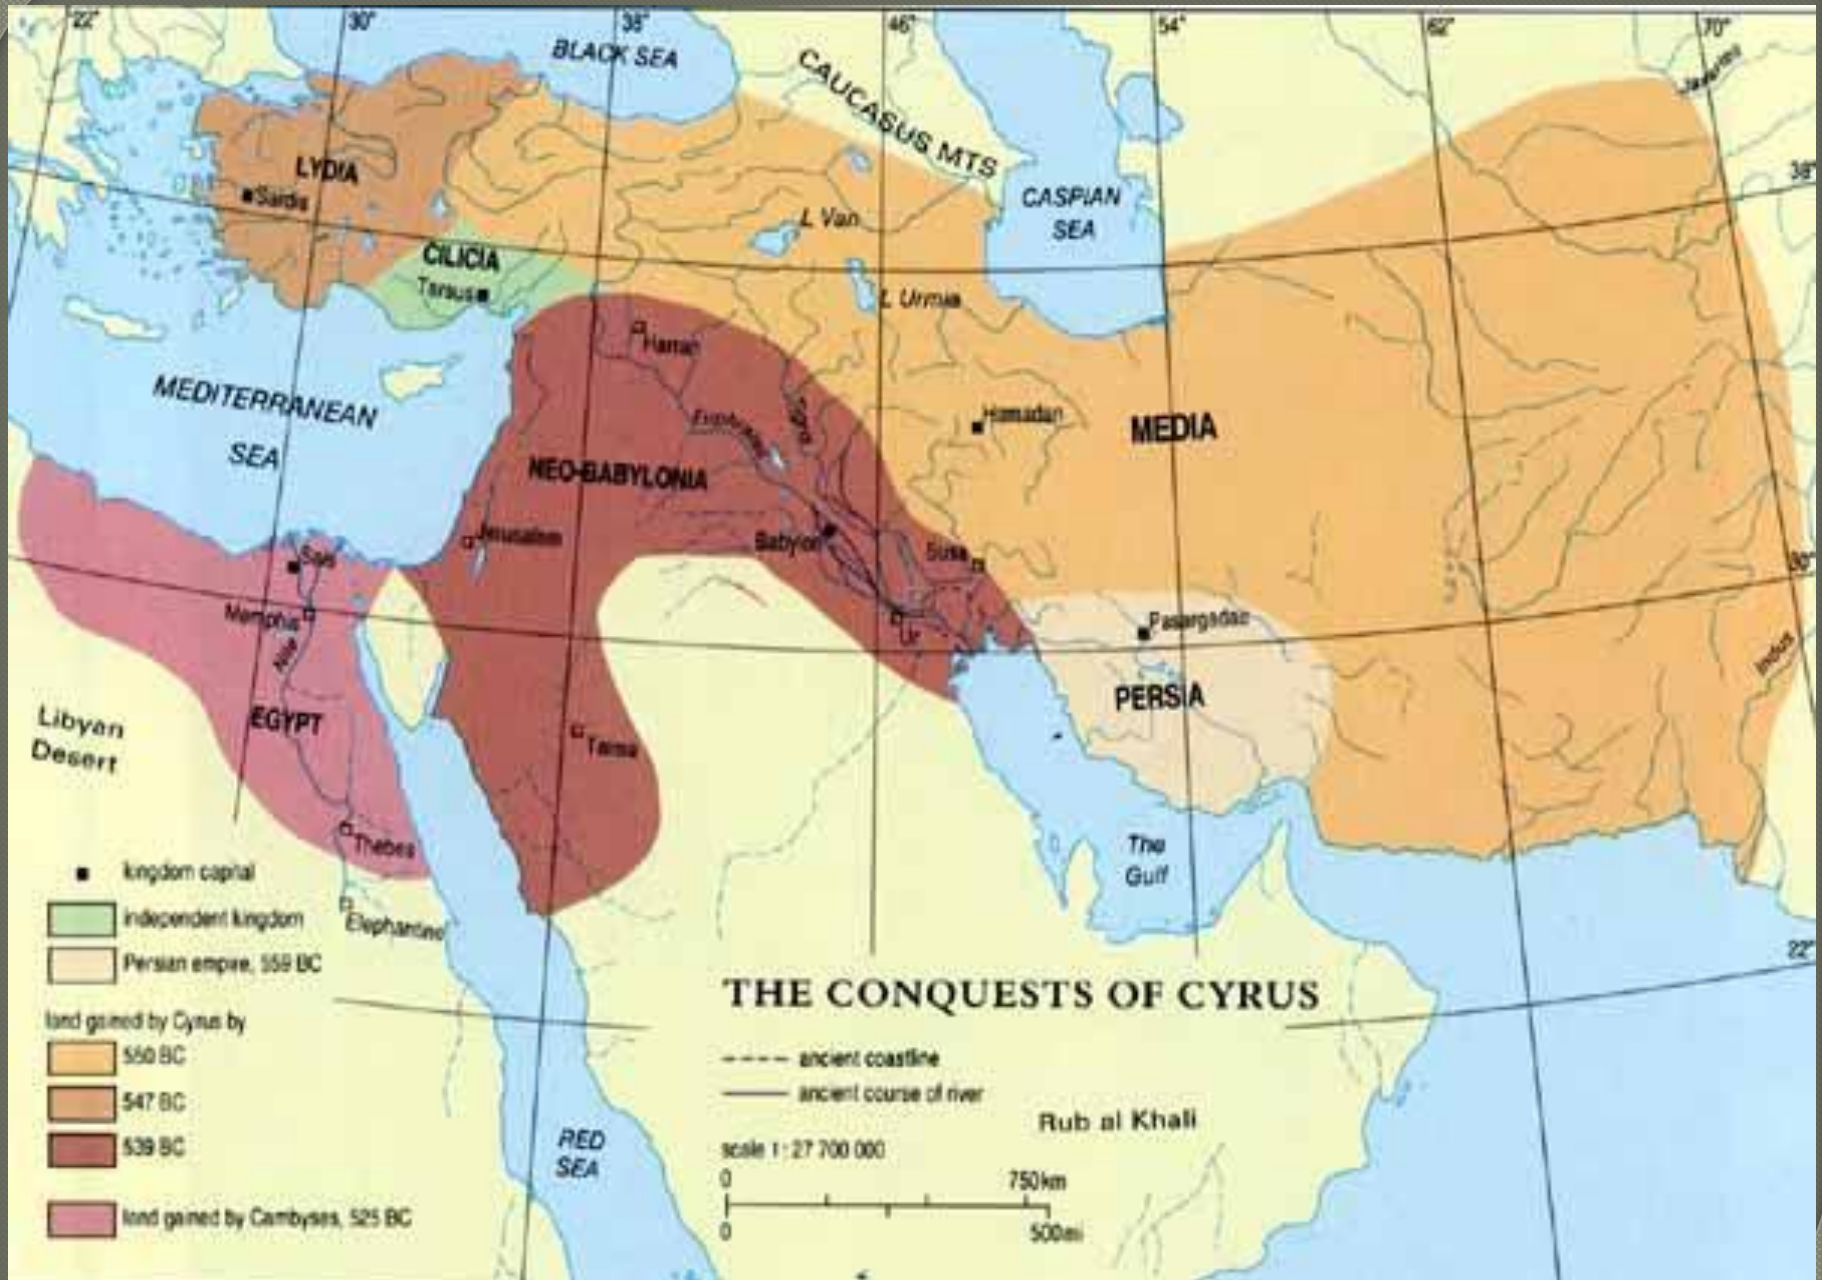 22°
30°
38°
46°
54°
62°
70°
BLACK SEA
CAUCASUS MTS
Jaxartes
LYDIA
Sardis
38°
CASPIAN
SEA
L Van
CILICIA
Tarsus
L Urmia
Harran
MEDITERRANEAN
SEA
Euphrates
Tigris
Hamadan
MEDIA
NEO-BABYLONIA
Jerusalem
Babylon
Susa
Sais
30°
Memphis
Nile
Ur
Pasargadae
Indus
PERSIA
EGYPT
Libyan
Desert
Taima
Thebes
The
Gulf
Elephantine
22°
kingdom capital
independent kingdom
Persian empire, 559 BC
land gained by Cyrus by
550 BC
547 BC
539 BC
land gained by Cambyses, 525 BC
THE CONQUESTS OF CYRUS
ancient coastline
ancient course of river
scale 1: 27 700 000
0
750km
0
500mi
Rub al Khali
RED
SEA